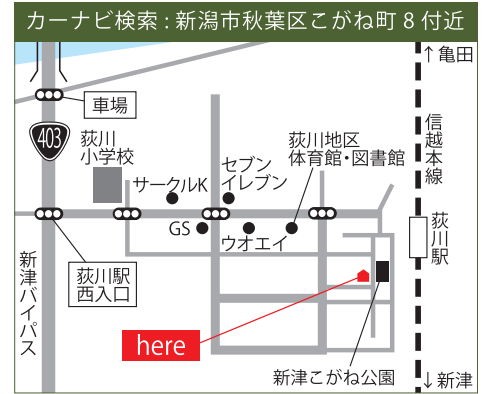 カーナビ検索：新潟市秋葉区こがね町8付近
↑亀田
車場
403
荻川
小学校
サークルK
セブン
イレブン
荻川地区
体育館・図書館
信越本線
荻川駅
GS
ウオエイ
荻川駅
西入口
新津バイパス
here
新津こがね公園
↓新津